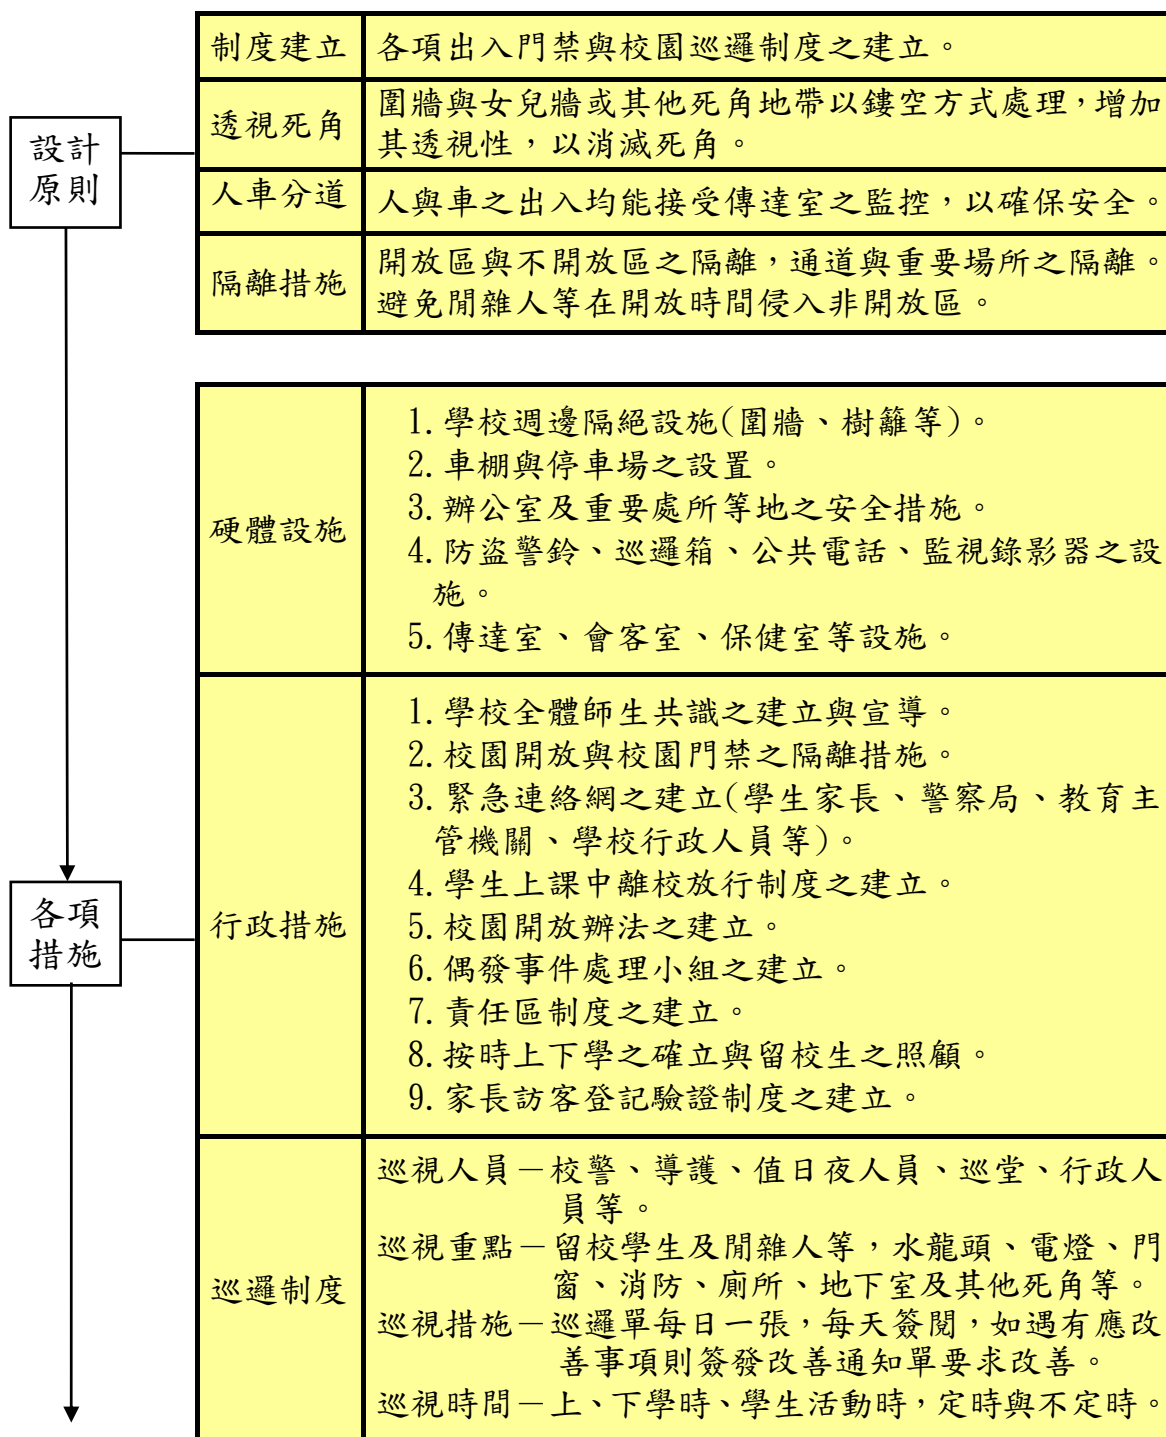 設計
原則
制度建立
各項出入門禁與校園巡邏制度之建立。
透視死角
圍牆與女兒牆或其他死角地帶以鏤空方式處理，增加
其透視性，以消滅死角。
人車分道
人與車之出入均能接受傳達室之監控，以確保安全。
隔離措施
開放區與不開放區之隔離，通道與重要場所之隔離。
避免閒雜人等在開放時間侵入非開放區。
各項
措施
硬體設施
1.學校週邊隔絕設施(圍牆、樹籬等)。
2.車棚與停車場之設置。
3.辦公室及重要處所等地之安全措施。
4.防盜警鈴、巡邏箱、公共電話、監視錄影器之設
施。
5.傳達室、會客室、保健室等設施。
行政措施
1.學校全體師生共識之建立與宣導。
2.校園開放與校園門禁之隔離措施。
3.緊急連絡網之建立(學生家長、警察局、教育主
管機關、學校行政人員等)。
4.學生上課中離校放行制度之建立。
5.校園開放辦法之建立。
6.偶發事件處理小組之建立。
7.責任區制度之建立。
8.按時上下學之確立與留校生之照顧。
9.家長訪客登記驗證制度之建立。
巡邏制度
巡視人員－校警、導護、值日夜人員、巡堂、行政人
員等。
巡視重點－留校學生及閒雜人等，水龍頭、電燈、門
窗、消防、廁所、地下室及其他死角等。
巡視措施－巡邏單每日一張，每天簽閱，如遇有應改
善事項則簽發改善通知單要求改善。
巡視時間－上、下學時、學生活動時，定時與不定時。